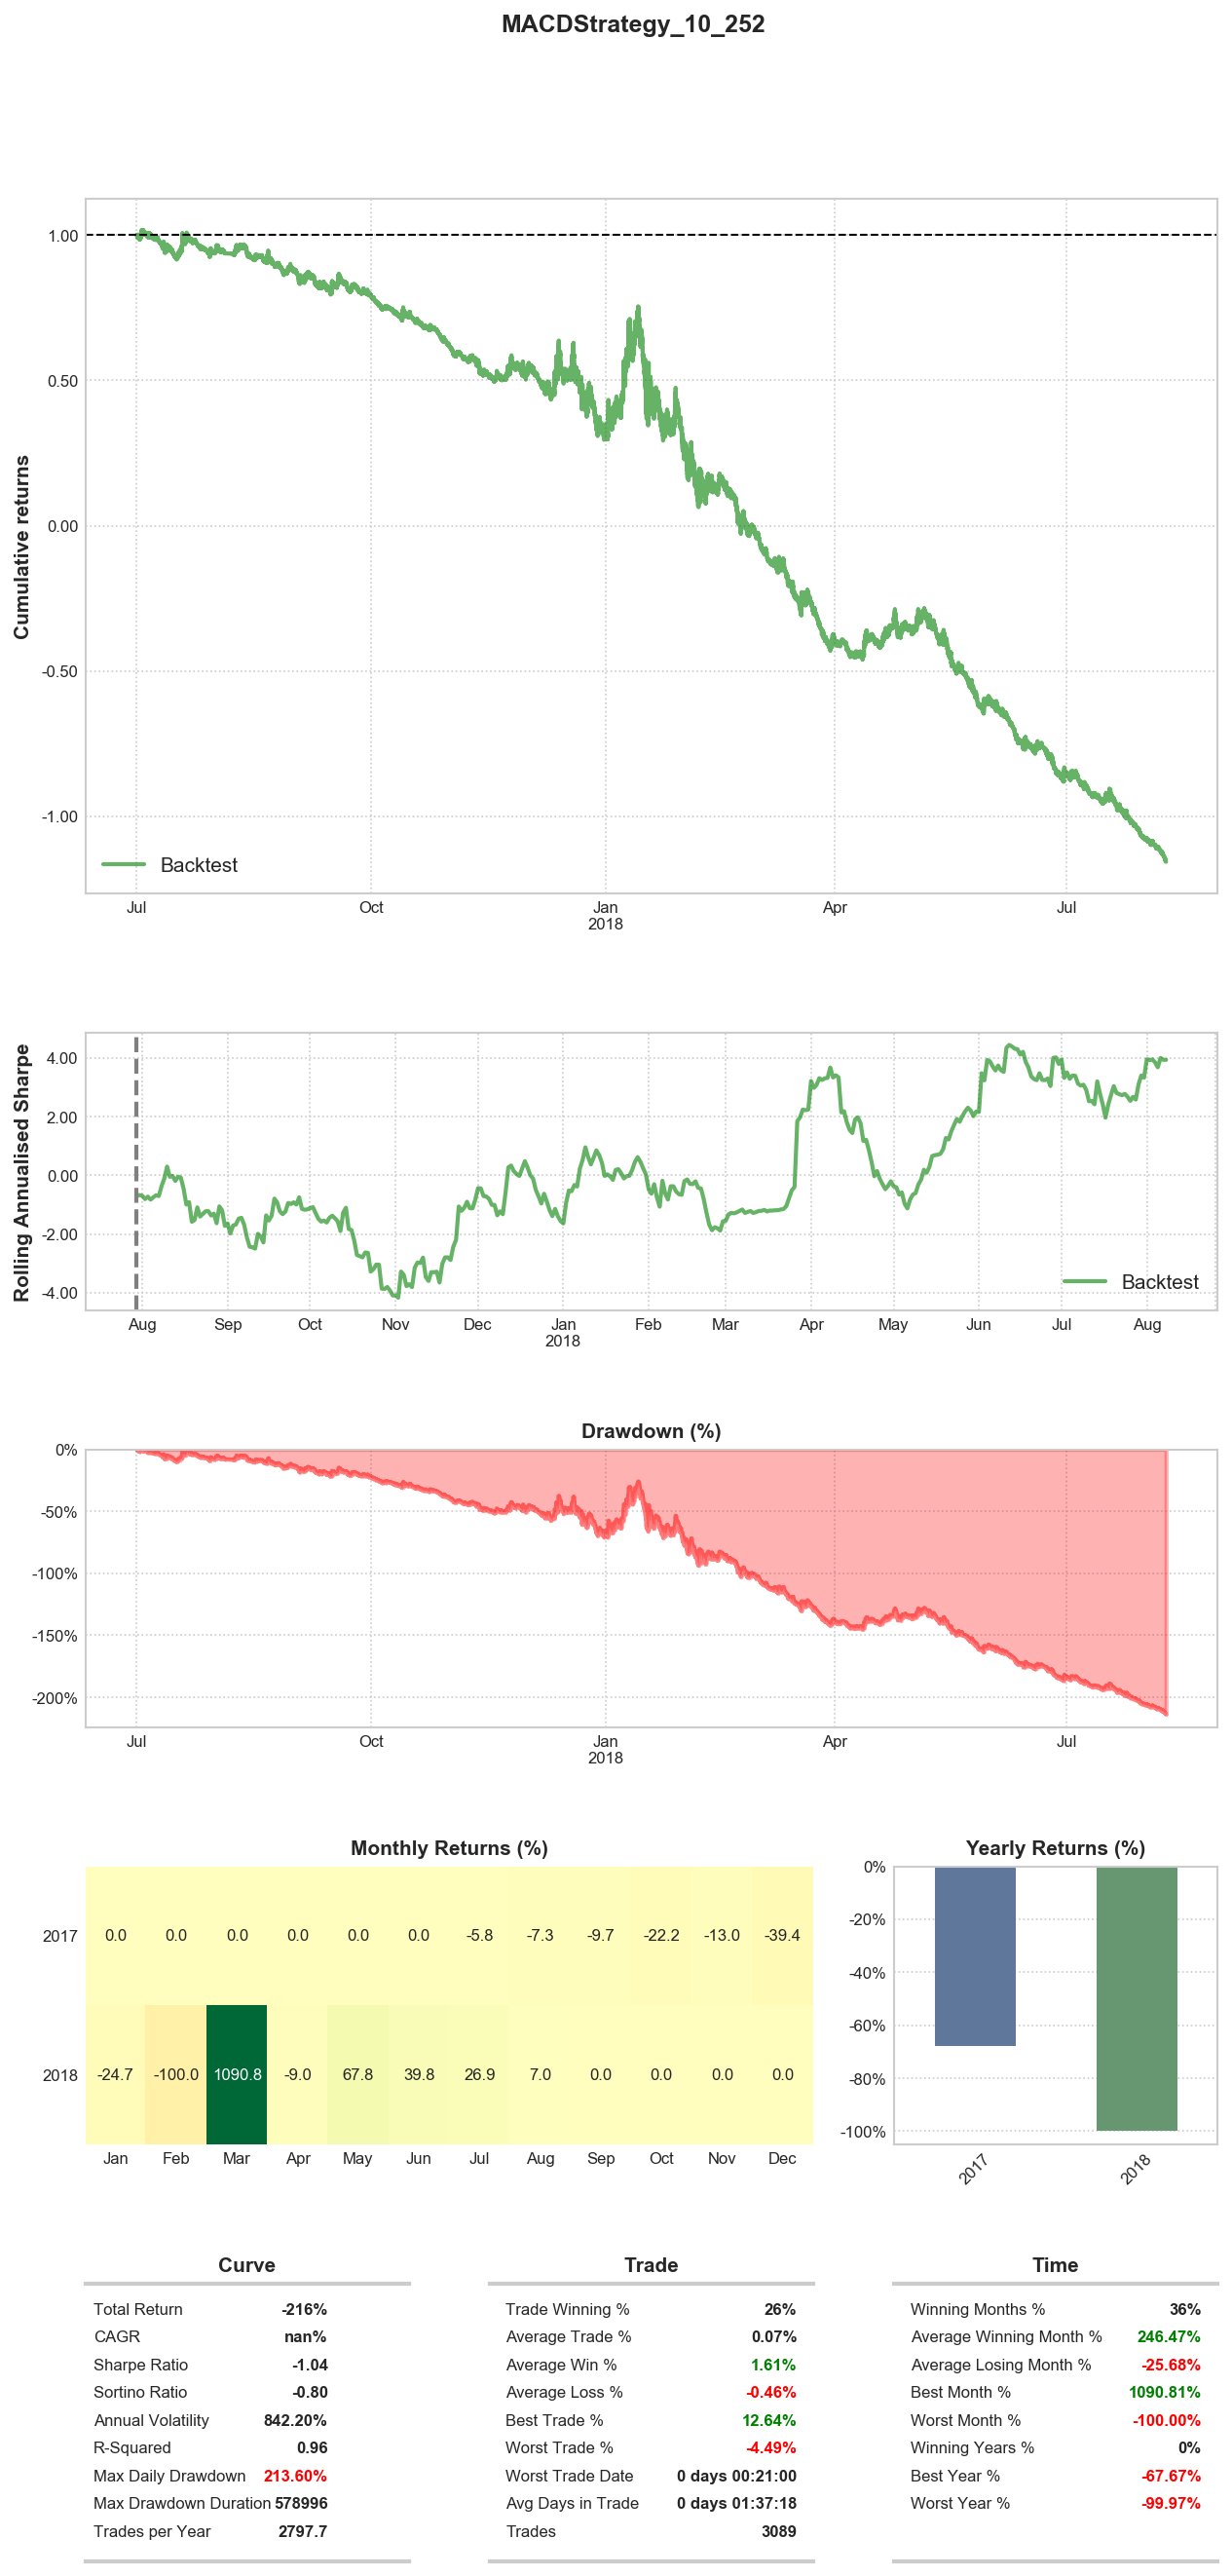 MACDStrategy_10_252
Cumulative returns
1.00
0.50
0.00
-0.50
-1.00
Backtest
Jul Oct Jan Apr Jul
2018
Rolling Annualised Sharpe
4.00
2.00
0.00
-2.00
-4.00
Backtest
Aug Sep Oct Nov Dec Jan Feb Mar Apr May Jun Jul Aug
2018
Drawdown (%)
0%
-50%
-100%
-150%
-200%
Jul Oct Jan Apr Jul
2018
Monthly Returns (%)
2017 0.0 0.0 0.0 0.0 0.0 0.0 -5.8 -7.3 -9.7 -22.2 -13.0 -39.4
2018 -24.7 -100.0 1090.8 -9.0 67.8 39.8 26.9 7.0 0.0 0.0 0.0 0.0
Jan Feb Mar Apr May Jun Jul Aug Sep Oct Nov Dec
Yearly Returns (%)
0%
-20%
-40%
-60%
-80%
-100%
2017 2018
Curve
Total Return -216%
CAGR nan%
Sharpe Ratio -1.04
Sortino Ratio -0.80
Annual Volatility 842.20%
R-Squared 0.96
Max Daily Drawdown 213.60%
Max Drawdown Duration 578996
Trades per Year 2797.7
Trade
Trade Winning % 26%
Average Trade % 0.07%
Average Win % 1.61%
Average Loss % -0.46%
Best Trade % 12.64%
Worst Trade % -4.49%
Worst Trade Date 0 days 00:21:00
Avg Days in Trade 0 days 01:37:18
Trades 3089
Time
Winning Months % 36%
Average Winning Month % 246.47%
Average Losing Month % -25.68%
Best Month % 1090.81%
Worst Month % -100.00%
Winning Years % 0%
Best Year % -67.67%
Worst Year % -99.97%